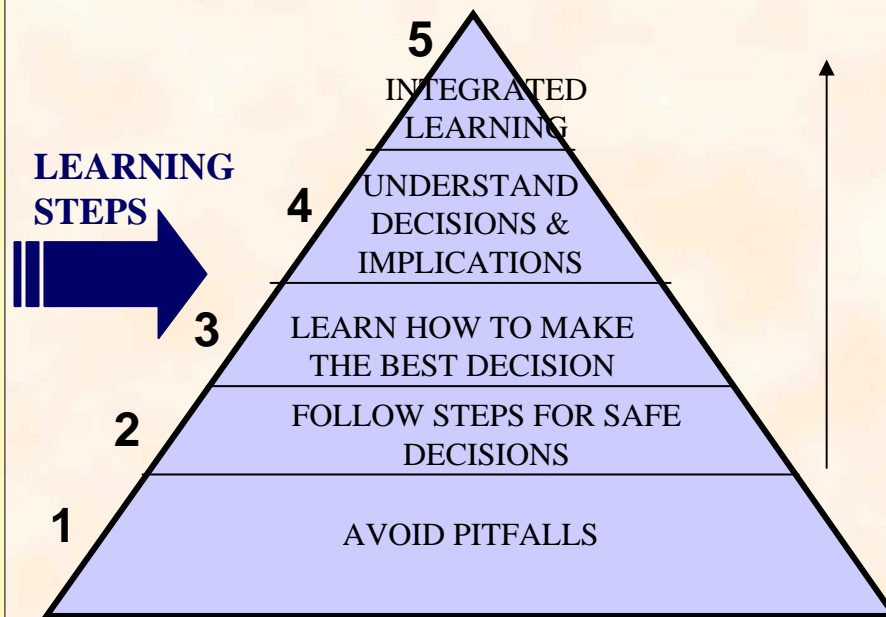 5
INTEGRATED
LEARNING
LEARNING
STEPS
4
UNDERSTAND
DECISIONS &
IMPLICATIONS
3
LEARN HOW TO MAKE
THE BEST DECISION
2
FOLLOW STEPS FOR SAFE
DECISIONS
1
AVOID PITFALLS